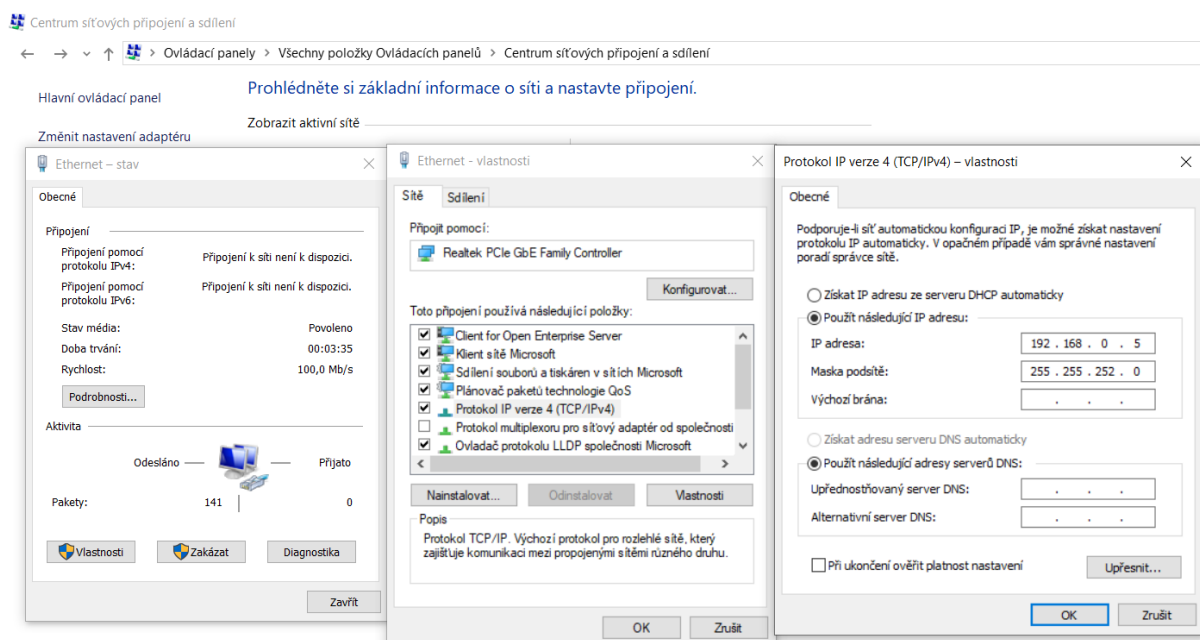 Centrum síťových připojení a sdílení
Ovládací panely > Všechny položky Ovládacích panelů > Centrum síťových připojení a sdílení
Hlavní ovládací panel
Změnit nastavení adaptéru
Prohlédněte si základní informace o síti a nastavte připojení.
Zobrazit aktivní sítě
Ethernet – stav
Obecné
Připojení
Připojení pomocí
protokolu IPv4:
Připojení k síti není k dispozici.
Připojení pomocí
protokolu IPv6:
Připojení k síti není k dispozici.
Stav média:
Povoleno
Doba trvání:
00:03:35
Rychlost:
100,0 Mb/s
Podrobnosti...
Aktivita
Odesláno
Přijato
Pakety:
141
0
Vlastnosti
Zakázat
Diagnostika
Zavřít
Ethernet - vlastnosti
Sítě
Sdílení
Připojit pomocí:
Realtek PCIe GbE Family Controller
Konfigurovat...
Toto připojení používá následující položky:
Client for Open Enterprise Server
Klient sítě Microsoft
Sdílení souborů a tiskáren v sítích Microsoft
Plánovač paketů technologie QoS
Protokol IP verze 4 (TCP/IPv4)
Protokol multiplexoru pro síťový adaptér od společnosti
Ovladač protokolu LLDP společnosti Microsoft
Nainstalovat...
Odinstalovat
Vlastnosti
Popis
Protokol TCP/IP. Výchozí protokol pro rozlehlé sítě, který
zajišťuje komunikaci mezi propojenými sítěmi různého druhu.
OK
Zrušit
Protokol IP verze 4 (TCP/IPv4) – vlastnosti
Obecné
Podporuje-li síť automatickou konfiguraci IP, je možné získat nastavení
protokolu IP automaticky. V opačném případě vám správné nastavení
poradí správce sítě.
Získat IP adresu ze serveru DHCP automaticky
Použít následující IP adresu:
IP adresa:
192 . 168 . 0 . 5
Maska podsítě:
255 . 255 . 252 . 0
Výchozí brána:
. . .
Získat adresu serveru DNS automaticky
Použít následující adresy serverů DNS:
Upřednostňovaný server DNS:
. . .
Alternativní server DNS:
. . .
Při ukončení ověřit platnost nastavení
Upřesnit...
OK
Zrušit